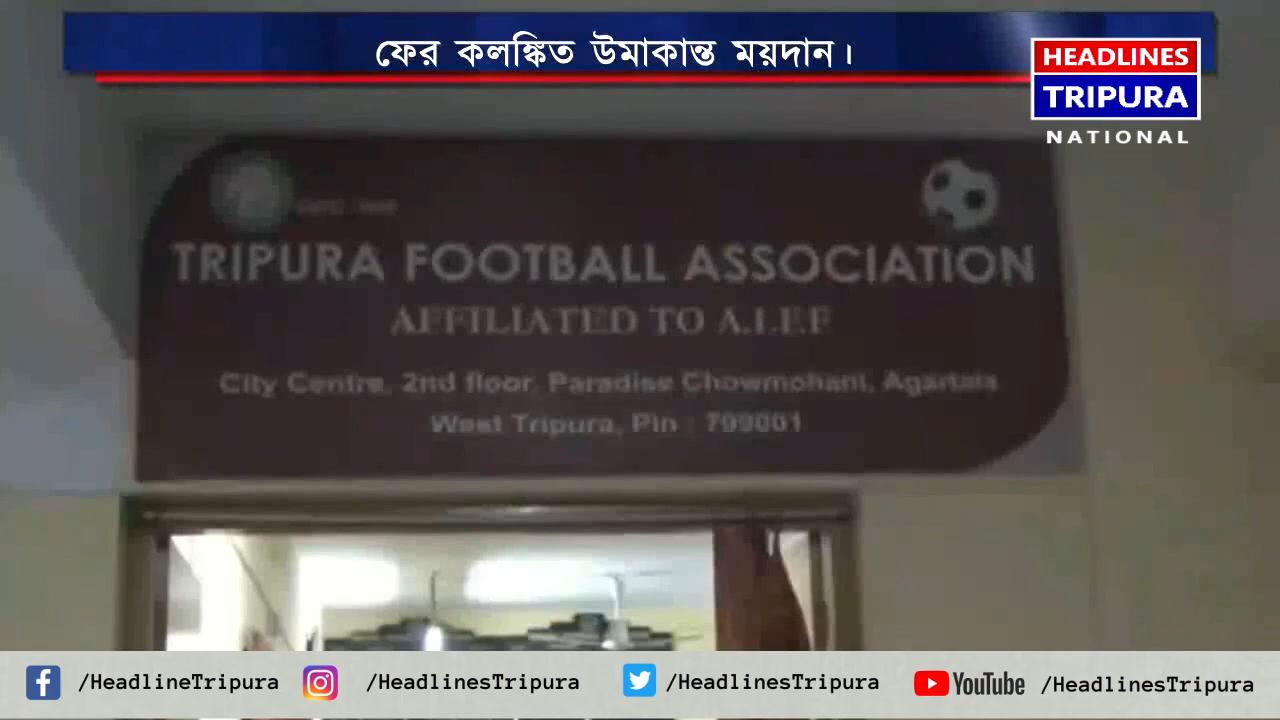 ফের কলঙ্কিত উমাকান্ত ময়দান।
HEADLINES
TRIPURA
NATIONAL
TRIPURA FOOTBALL ASSOCIATION
AFFILIATED TO A.I.F.F
City Centre, 2nd floor, Paradise Chowmohani, Agartala
West Tripura, Pin : 799001
/HeadlineTripura
/HeadlinesTripura
/HeadlinesTripura
YouTube /HeadlinesTripura